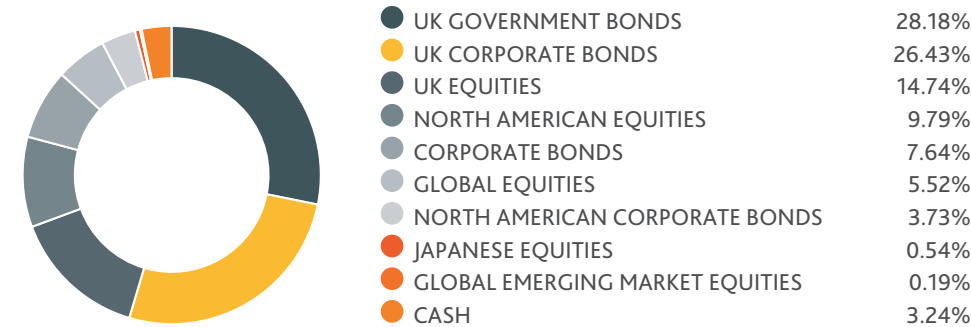 UK GOVERNMENT BONDS 28.18%
UK CORPORATE BONDS 26.43%
UK EQUITIES 14.74%
NORTH AMERICAN EQUITIES 9.79%
CORPORATE BONDS 7.64%
GLOBAL EQUITIES 5.52%
NORTH AMERICAN CORPORATE BONDS 3.73%
JAPANESE EQUITIES 0.54%
GLOBAL EMERGING MARKET EQUITIES 0.19%
CASH 3.24%